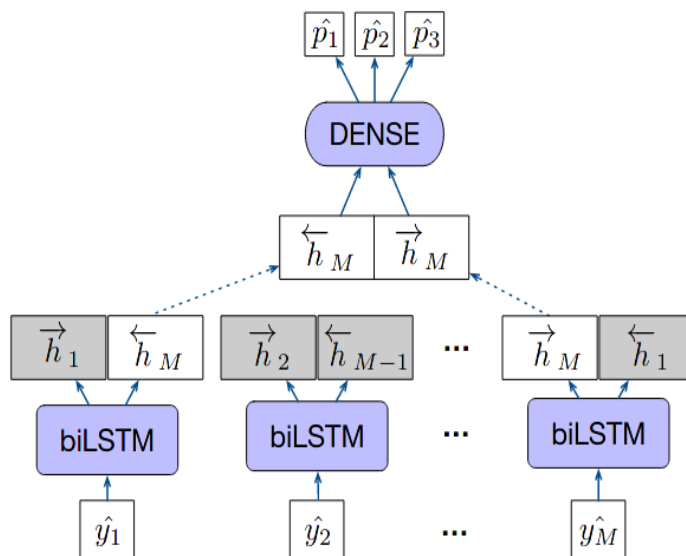 p̂₁ p̂₂ p̂₃
DENSE
←h M →h M
→h 1 ←h M →h 2 ←h M−1 ... →h M ←h 1
biLSTM biLSTM ... biLSTM
ŷ₁ ŷ₂ ... ŷM